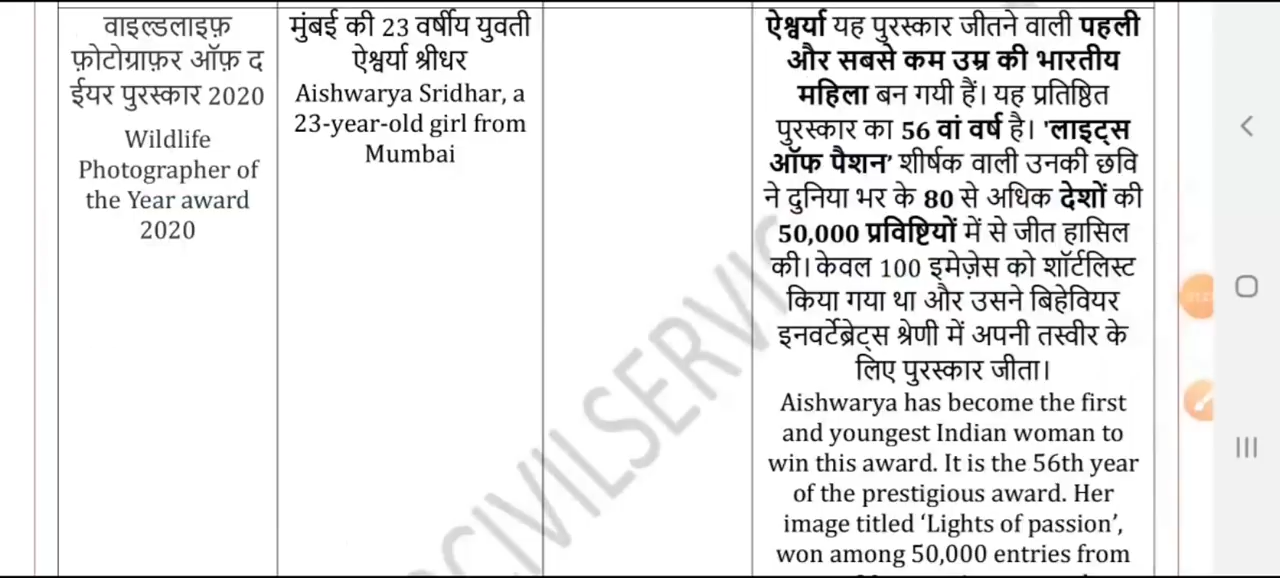 वाइल्डलाइफ़
फ़ोटोग्राफ़र ऑफ़ द
ईयर पुरस्कार 2020
Wildlife
Photographer of
the Year award
2020
मुंबई की 23 वर्षीय युवती
ऐश्वर्या श्रीधर
Aishwarya Sridhar, a
23-year-old girl from
Mumbai
ऐश्वर्या यह पुरस्कार जीतने वाली पहली
और सबसे कम उम्र की भारतीय
महिला बन गयी हैं। यह प्रतिष्ठित
पुरस्कार का 56 वां वर्ष है। 'लाइट्स
ऑफ पैशन’ शीर्षक वाली उनकी छवि
ने दुनिया भर के 80 से अधिक देशों की
50,000 प्रविष्टियों में से जीत हासिल
की। केवल 100 इमेज़ेस को शॉर्टलिस्ट
किया गया था और उसने बिहेवियर
इनवर्टेब्रेट्स श्रेणी में अपनी तस्वीर के
लिए पुरस्कार जीता।
Aishwarya has become the first
and youngest Indian woman to
win this award. It is the 56th year
of the prestigious award. Her
image titled ‘Lights of passion’,
won among 50,000 entries from
CIVILSERVIC